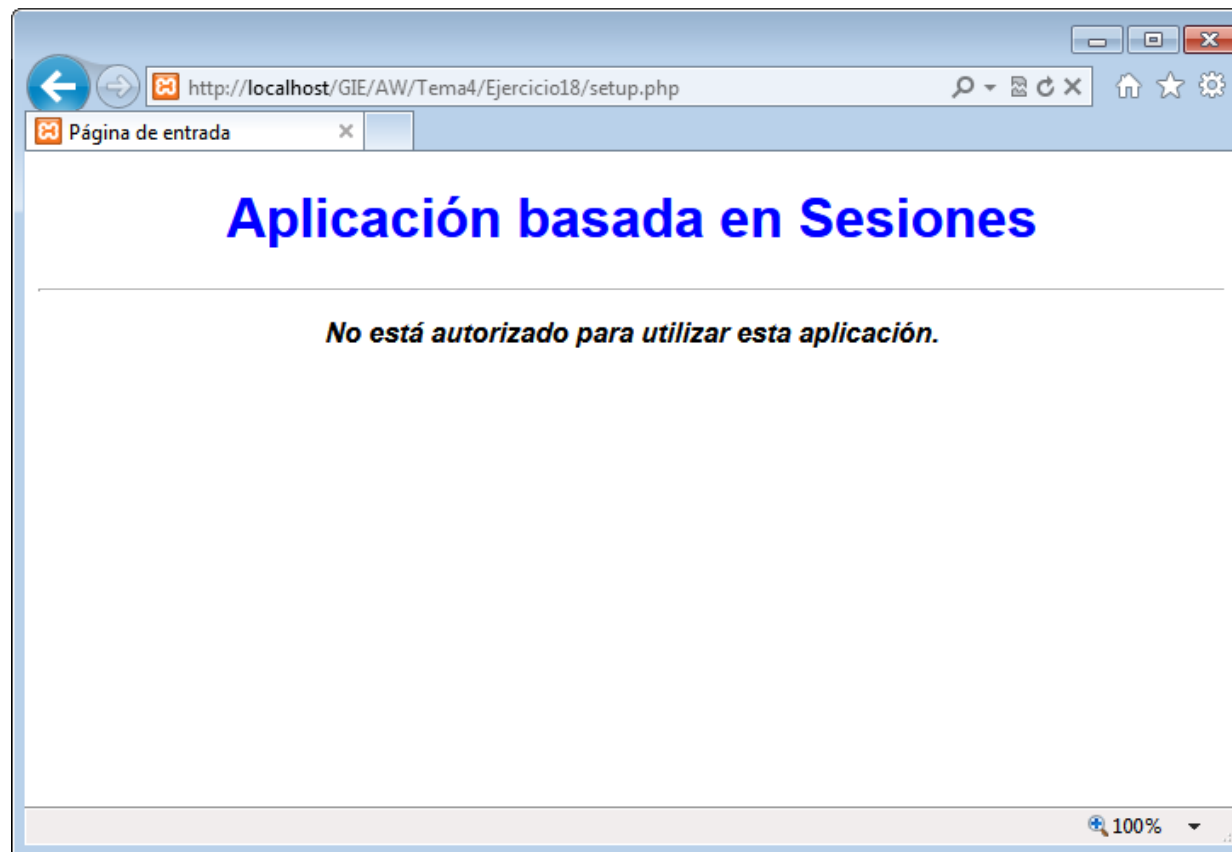 http://localhost/GIE/AW/Tema4/Ejercicio18/setup.php
Página de entrada
Aplicación basada en Sesiones
No está autorizado para utilizar esta aplicación.
100%